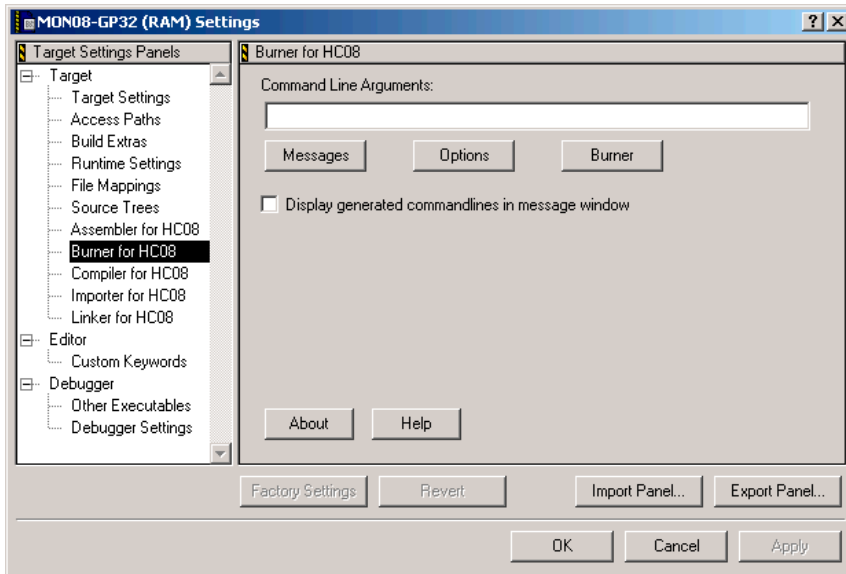 MON08-GP32 (RAM) Settings
Target Settings Panels
Target
Target Settings
Access Paths
Build Extras
Runtime Settings
File Mappings
Source Trees
Assembler for HC08
Burner for HC08
Compiler for HC08
Importer for HC08
Linker for HC08
Editor
Custom Keywords
Debugger
Other Executables
Debugger Settings
Burner for HC08
Command Line Arguments:
Messages Options Burner
Display generated commandlines in message window
About Help
Factory Settings Revert Import Panel... Export Panel...
OK Cancel Apply